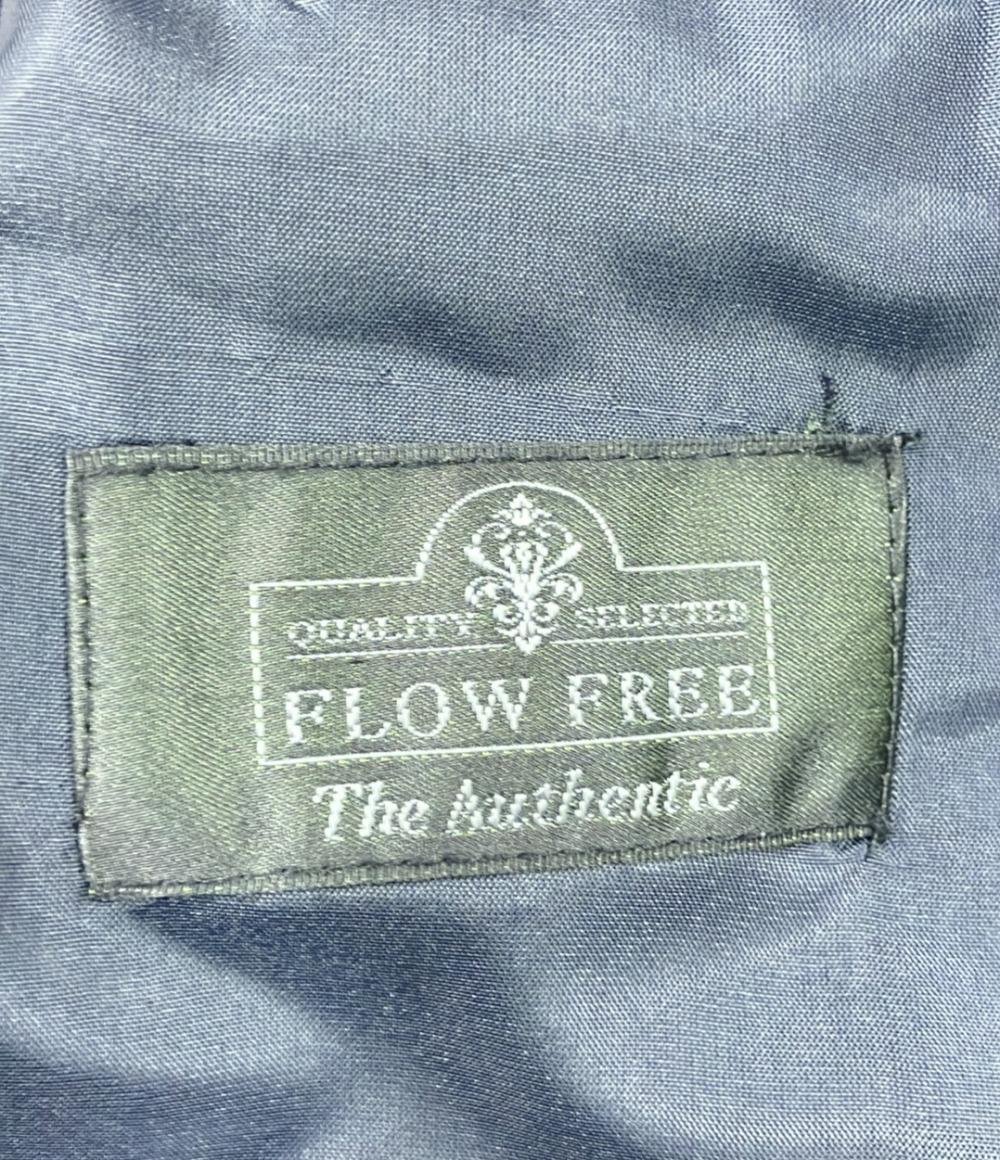 QUALITY SELECTED
FLOW FREE
The Authentic